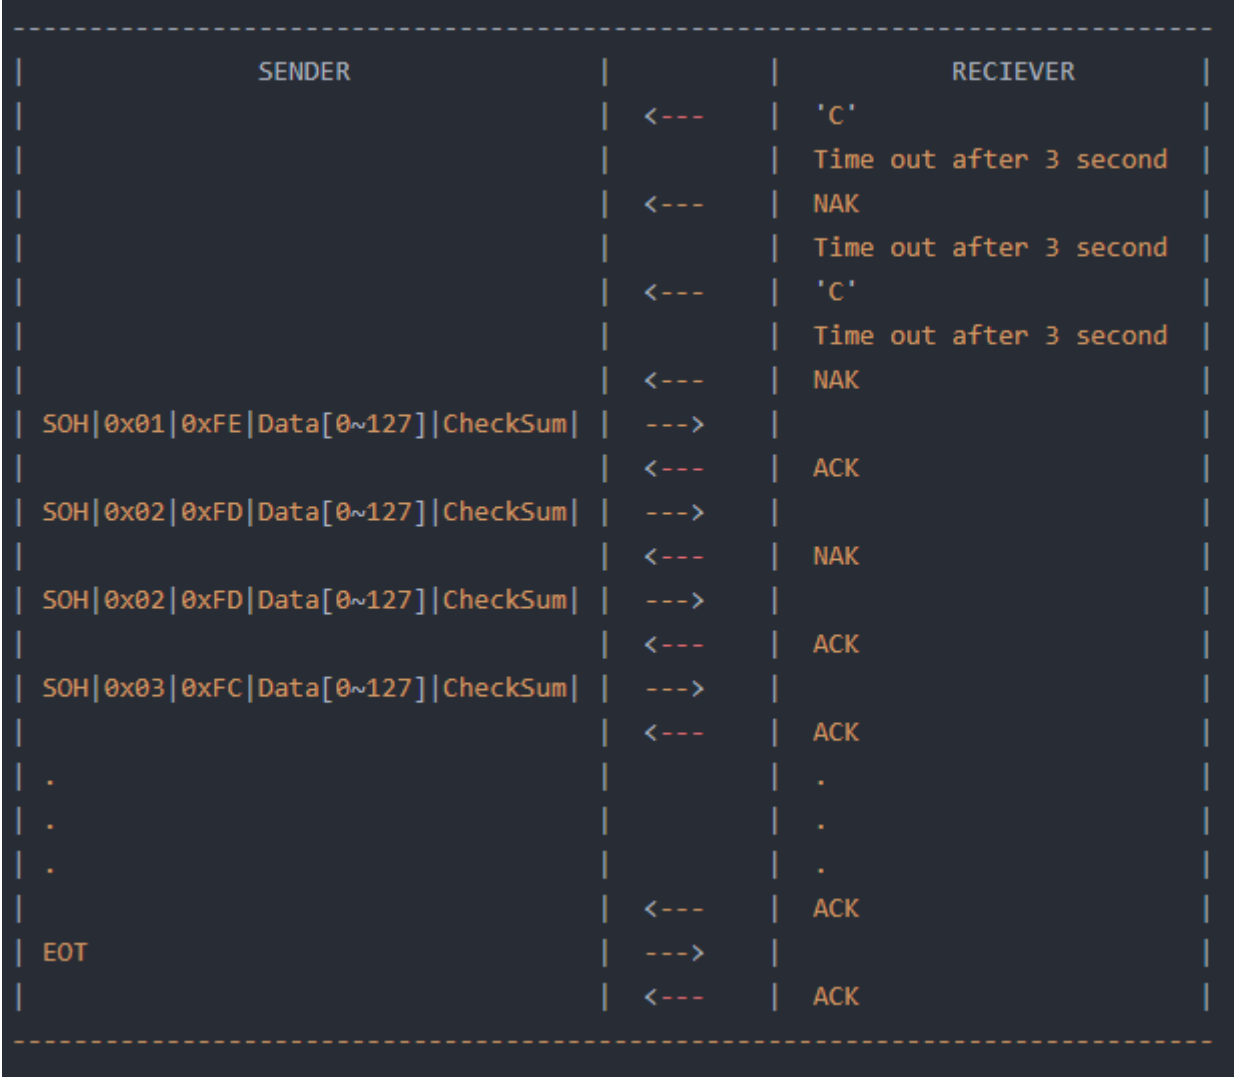 ------------------------------------------------------------------------------
| SENDER | | RECIEVER |
| | <--- | 'C' |
| | | Time out after 3 second |
| | <--- | NAK |
| | | Time out after 3 second |
| | <--- | 'C' |
| | | Time out after 3 second |
| | <--- | NAK |
| SOH|0x01|0xFE|Data[0~127]|CheckSum| | ---> | |
| | <--- | ACK |
| SOH|0x02|0xFD|Data[0~127]|CheckSum| | ---> | |
| | <--- | NAK |
| SOH|0x02|0xFD|Data[0~127]|CheckSum| | ---> | |
| | <--- | ACK |
| SOH|0x03|0xFC|Data[0~127]|CheckSum| | ---> | |
| | <--- | ACK |
| . | | . |
| . | | . |
| . | | . |
| | <--- | ACK |
| EOT | ---> | |
| | <--- | ACK |
------------------------------------------------------------------------------